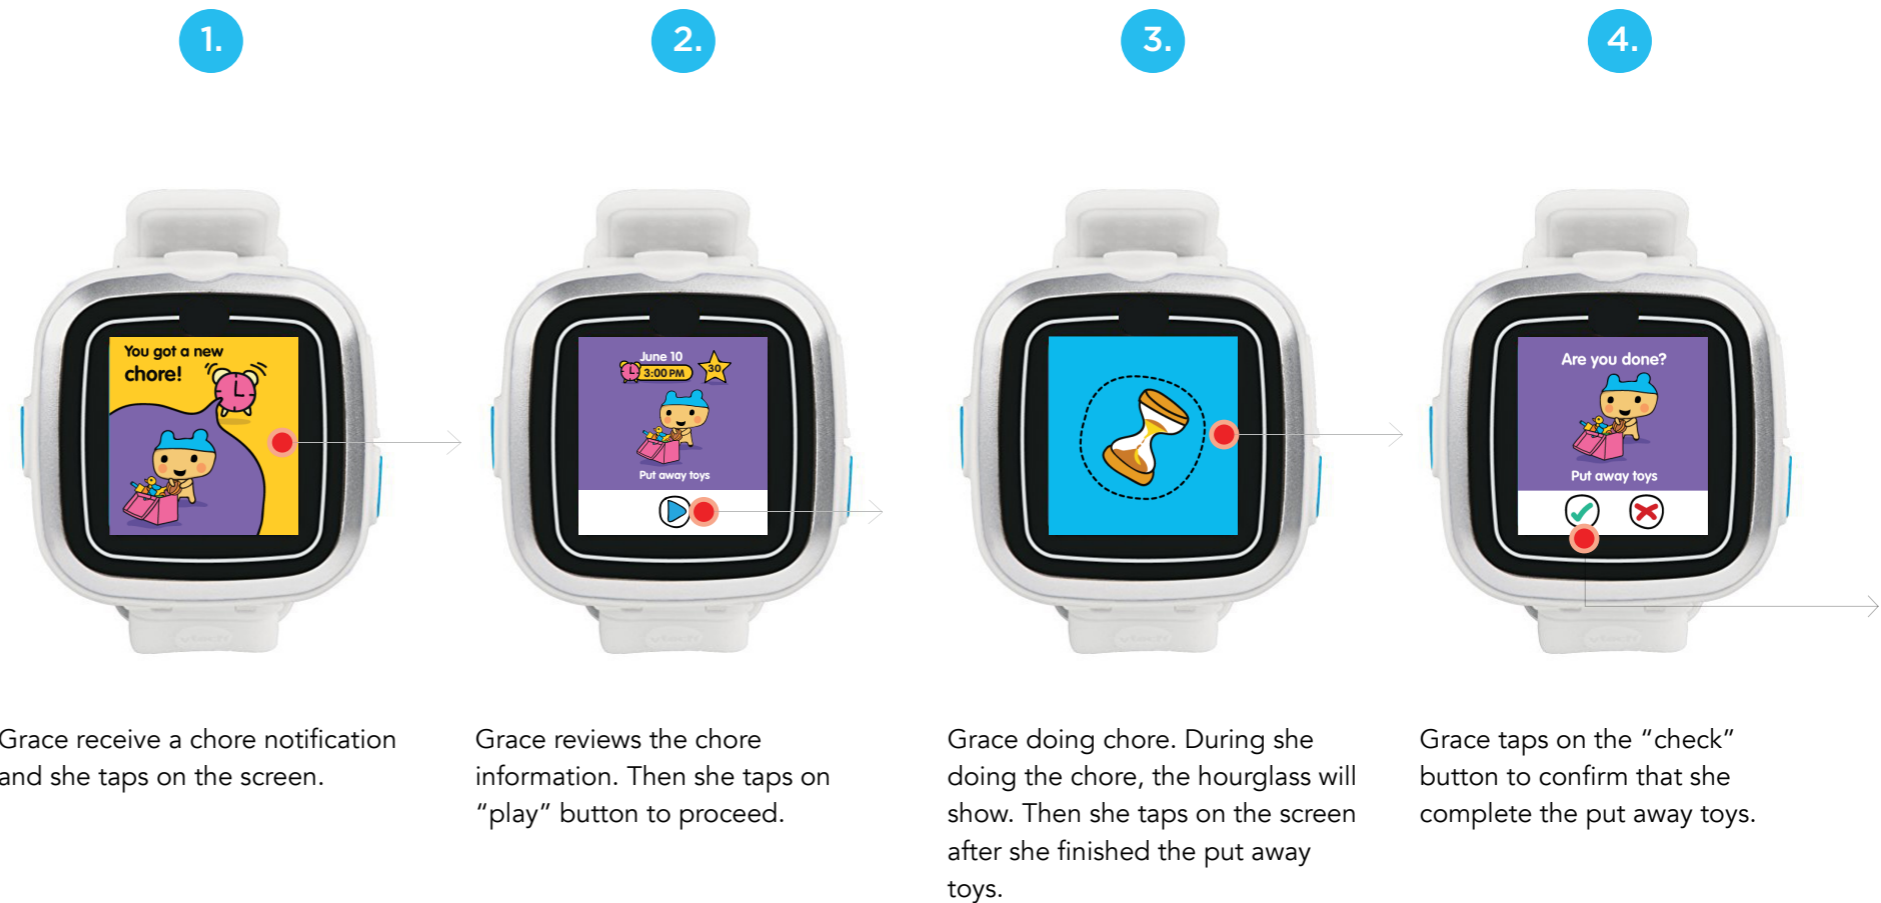 1.
2.
3.
4.
You got a new
chore!
June 10
3:00 PM
30
Put away toys
Are you done?
Put away toys
Grace receive a chore notification
and she taps on the screen.
Grace reviews the chore
information. Then she taps on
“play” button to proceed.
Grace doing chore. During she
doing the chore, the hourglass will
show. Then she taps on the screen
after she finished the put away
toys.
Grace taps on the “check”
button to confirm that she
complete the put away toys.